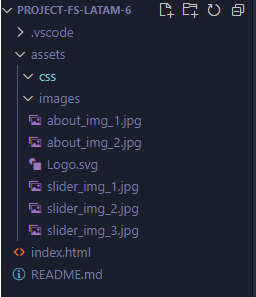 PROJECT-FS-LATAM-6
.vscode
assets
css
images
about_img_1.jpg
about_img_2.jpg
Logo.svg
slider_img_1.jpg
slider_img_2.jpg
slider_img_3.jpg
index.html
README.md